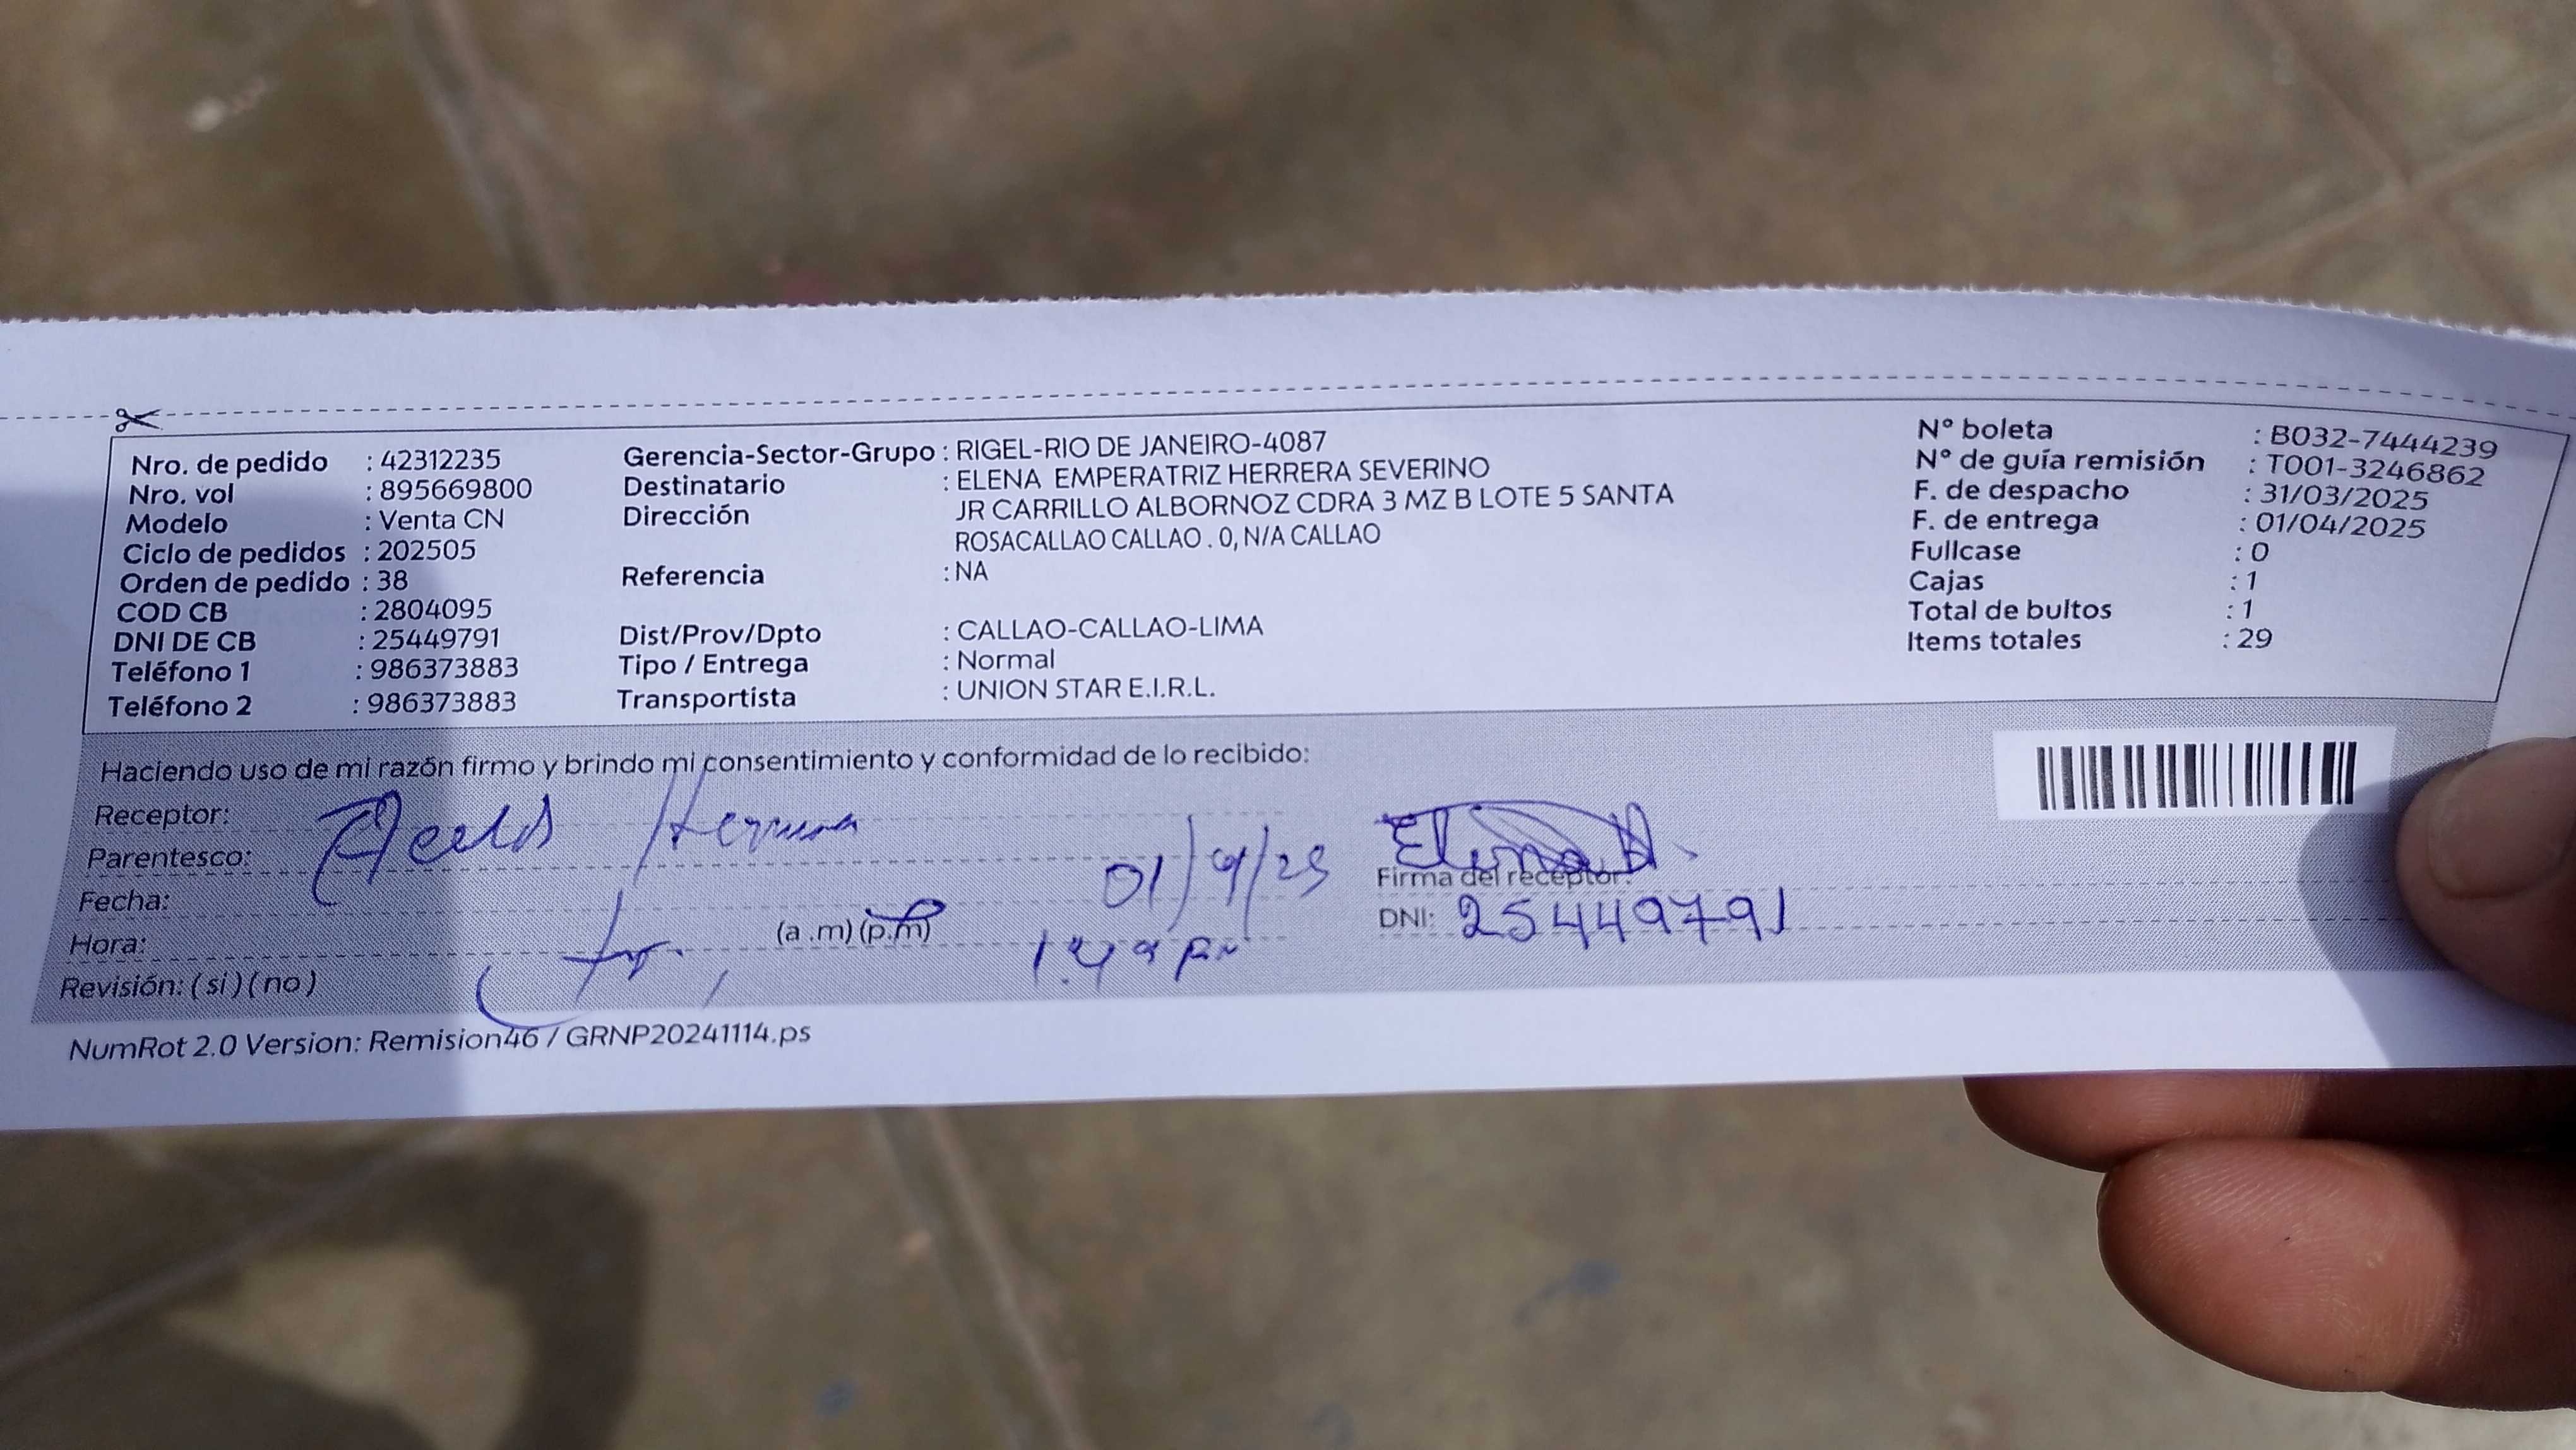 Nro. de pedido : 42312235
Nro. vol : 895669800
Modelo : Venta CN
Ciclo de pedidos : 202505
Orden de pedido : 38
COD CB : 2804095
DNI DE CB : 25449791
Teléfono 1 : 986373883
Teléfono 2 : 986373883
Gerencia-Sector-Grupo : RIGEL-RIO DE JANEIRO-4087
Destinatario : ELENA EMPERATRIZ HERRERA SEVERINO
Dirección JR CARRILLO ALBORNOZ CDRA 3 MZ B LOTE 5 SANTA
ROSACALLAO CALLAO . 0, N/A CALLAO
Referencia : NA
Dist/Prov/Dpto : CALLAO-CALLAO-LIMA
Tipo / Entrega : Normal
Transportista : UNION STAR E.I.R.L.
N° boleta : B032-7444239
N° de guía remisión : T001-3246862
F. de despacho : 31/03/2025
F. de entrega : 01/04/2025
Fullcase : 0
Cajas : 1
Total de bultos : 1
Items totales : 29
Haciendo uso de mi razón firmo y brindo mi consentimiento y conformidad de lo recibido:
Receptor:
Parentesco:
Fecha:
Hora: (a .m) (p.m)
Revisión: ( si ) ( no )
Firma del receptor:
DNI: 25449791
NumRot 2.0 Version: Remision46 / GRNP20241114.ps